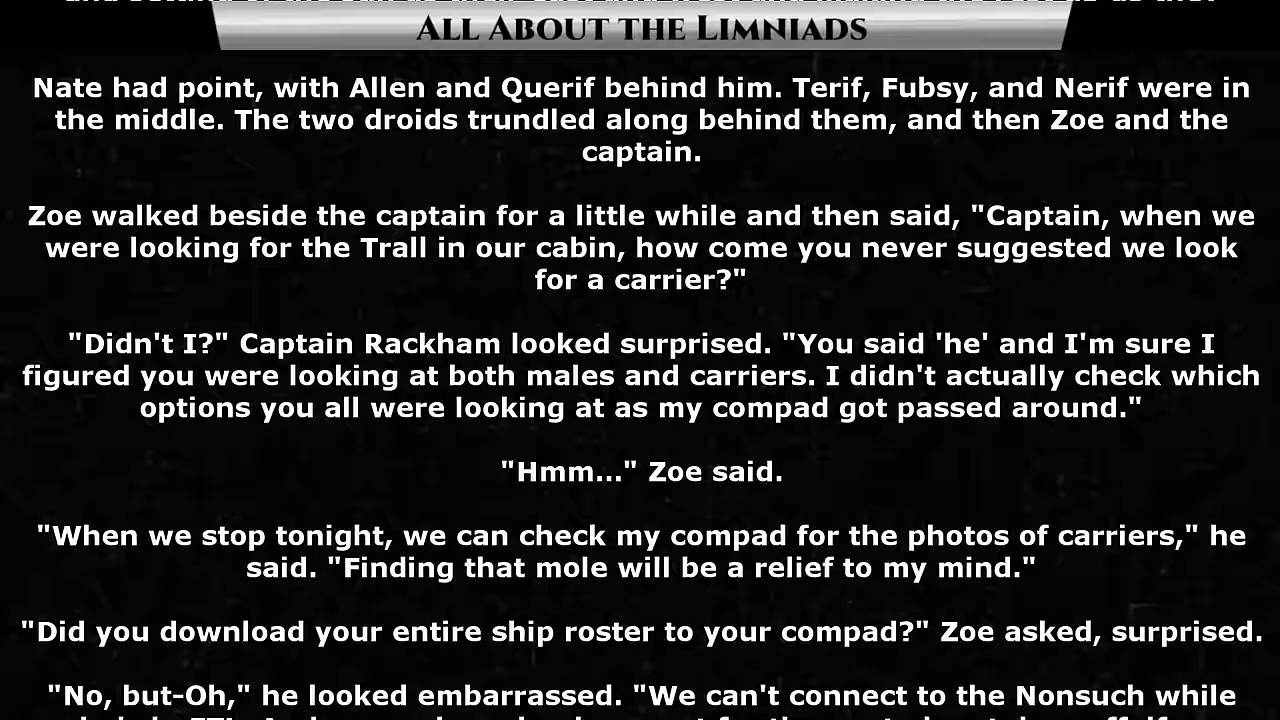 All About the Limniads
Nate had point, with Allen and Querif behind him. Terif, Fubsy, and Nerif were in
the middle. The two droids trundled along behind them, and then Zoe and the
captain.
Zoe walked beside the captain for a little while and then said, "Captain, when we
were looking for the Trall in our cabin, how come you never suggested we look
for a carrier?"
"Didn't I?" Captain Rackham looked surprised. "You said 'he' and I'm sure I
figured you were looking at both males and carriers. I didn't actually check which
options you all were looking at as my compad got passed around."
"Hmm..." Zoe said.
"When we stop tonight, we can check my compad for the photos of carriers," he
said. "Finding that mole will be a relief to my mind."
"Did you download your entire ship roster to your compad?" Zoe asked, surprised.
"No, but-Oh," he looked embarrassed. "We can't connect to the Nonsuch while